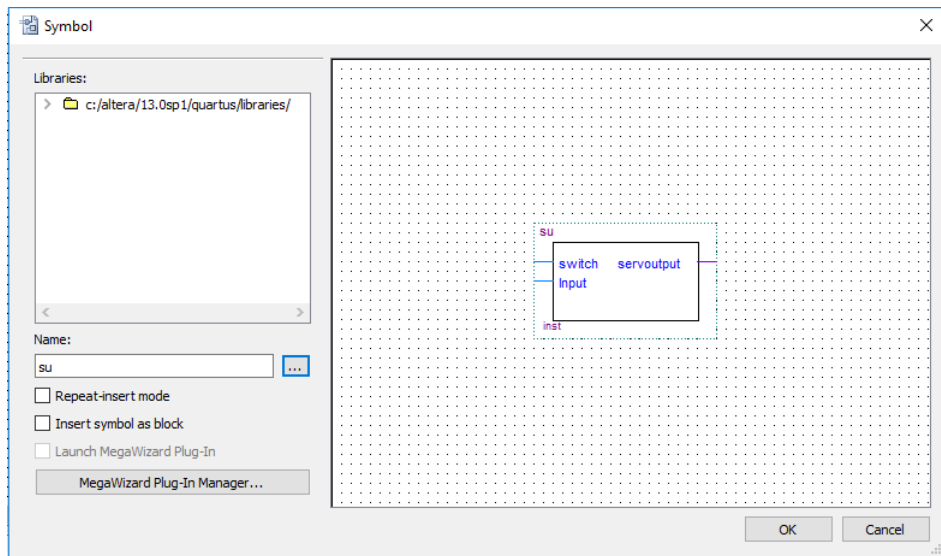 Symbol
Libraries:
c:/altera/13.0sp1/quartus/libraries/
Name:
su
...
Repeat-insert mode
Insert symbol as block
Launch MegaWizard Plug-In
MegaWizard Plug-In Manager...
su
switch servoutput
Input
inst
OK Cancel